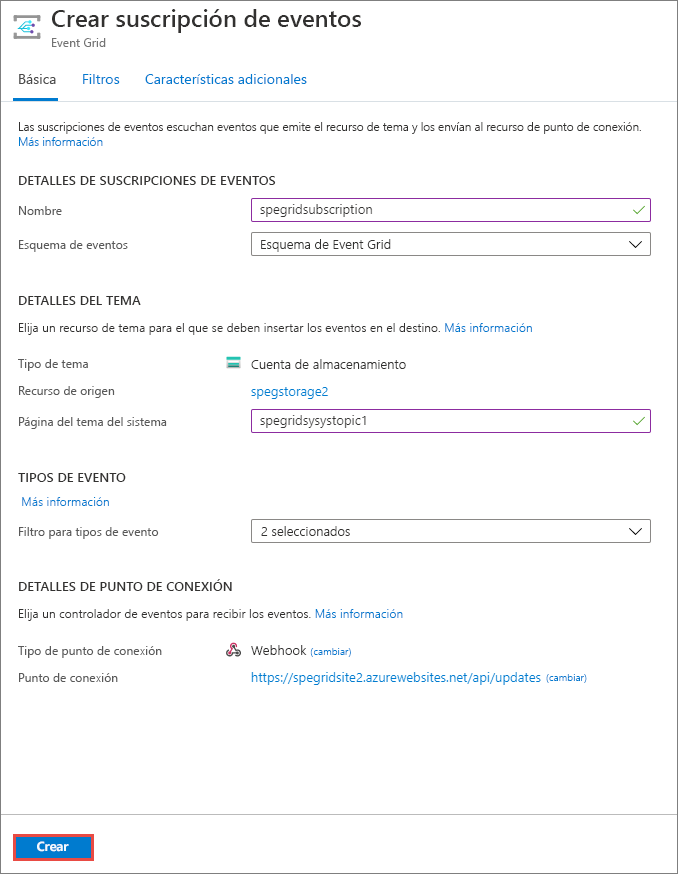 Crear suscripción de eventos
Event Grid
Básica Filtros Características adicionales
Las suscripciones de eventos escuchan eventos que emite el recurso de tema y los envían al recurso de punto de conexión.
Más información
DETALLES DE SUSCRIPCIONES DE EVENTOS
Nombre spegridsubscription
Esquema de eventos Esquema de Event Grid
DETALLES DEL TEMA
Elija un recurso de tema para el que se deben insertar los eventos en el destino. Más información
Tipo de tema Cuenta de almacenamiento
Recurso de origen spegstorage2
Página del tema del sistema spegridsysystopic1
TIPOS DE EVENTO
Más información
Filtro para tipos de evento 2 seleccionados
DETALLES DE PUNTO DE CONEXIÓN
Elija un controlador de eventos para recibir los eventos. Más información
Tipo de punto de conexión Webhook (cambiar)
Punto de conexión https://spegridsite2.azurewebsites.net/api/updates (cambiar)
Crear